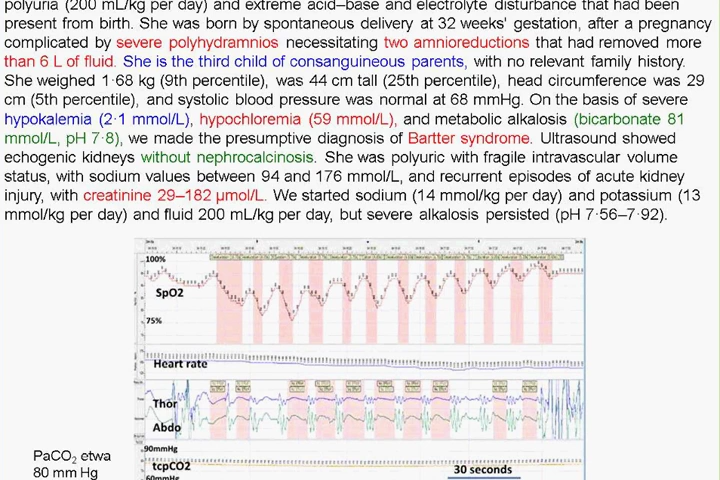 polyuria (200 mL/kg per day) and extreme acid–base and electrolyte disturbance that had been
present from birth. She was born by spontaneous delivery at 32 weeks' gestation, after a pregnancy
complicated by severe polyhydramnios necessitating two amnioreductions that had removed more
than 6 L of fluid. She is the third child of consanguineous parents, with no relevant family history.
She weighed 1·68 kg (9th percentile), was 44 cm tall (25th percentile), head circumference was 29
cm (5th percentile), and systolic blood pressure was normal at 68 mmHg. On the basis of severe
hypokalemia (2·1 mmol/L), hypochloremia (59 mmol/L), and metabolic alkalosis (bicarbonate 81
mmol/L, pH 7·8), we made the presumptive diagnosis of Bartter syndrome. Ultrasound showed
echogenic kidneys without nephrocalcinosis. She was polyuric with fragile intravascular volume
status, with sodium values between 94 and 176 mmol/L, and recurrent episodes of acute kidney
injury, with creatinine 29–182 µmol/L. We started sodium (14 mmol/kg per day) and potassium (13
mmol/kg per day) and fluid 200 mL/kg per day, but severe alkalosis persisted (pH 7·56–7·92).
100%
SpO2
75%
Heart rate
Thor
Abdo
90mmHg
tcpCO2
60mmHg
30 seconds
PaCO2 etwa
80 mm Hg